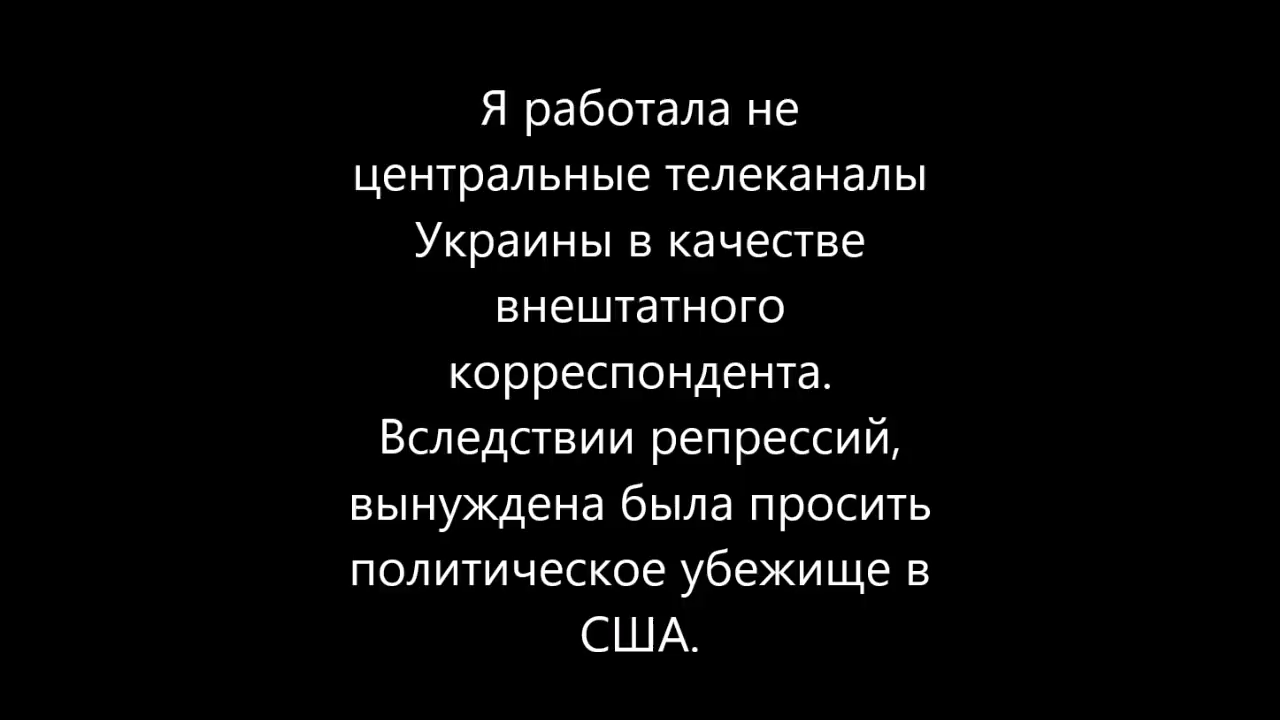 Я работала не
центральные телеканалы
Украины в качестве
внештатного
корреспондента.
Вследствии репрессий,
вынуждена была просить
политическое убежище в
США.